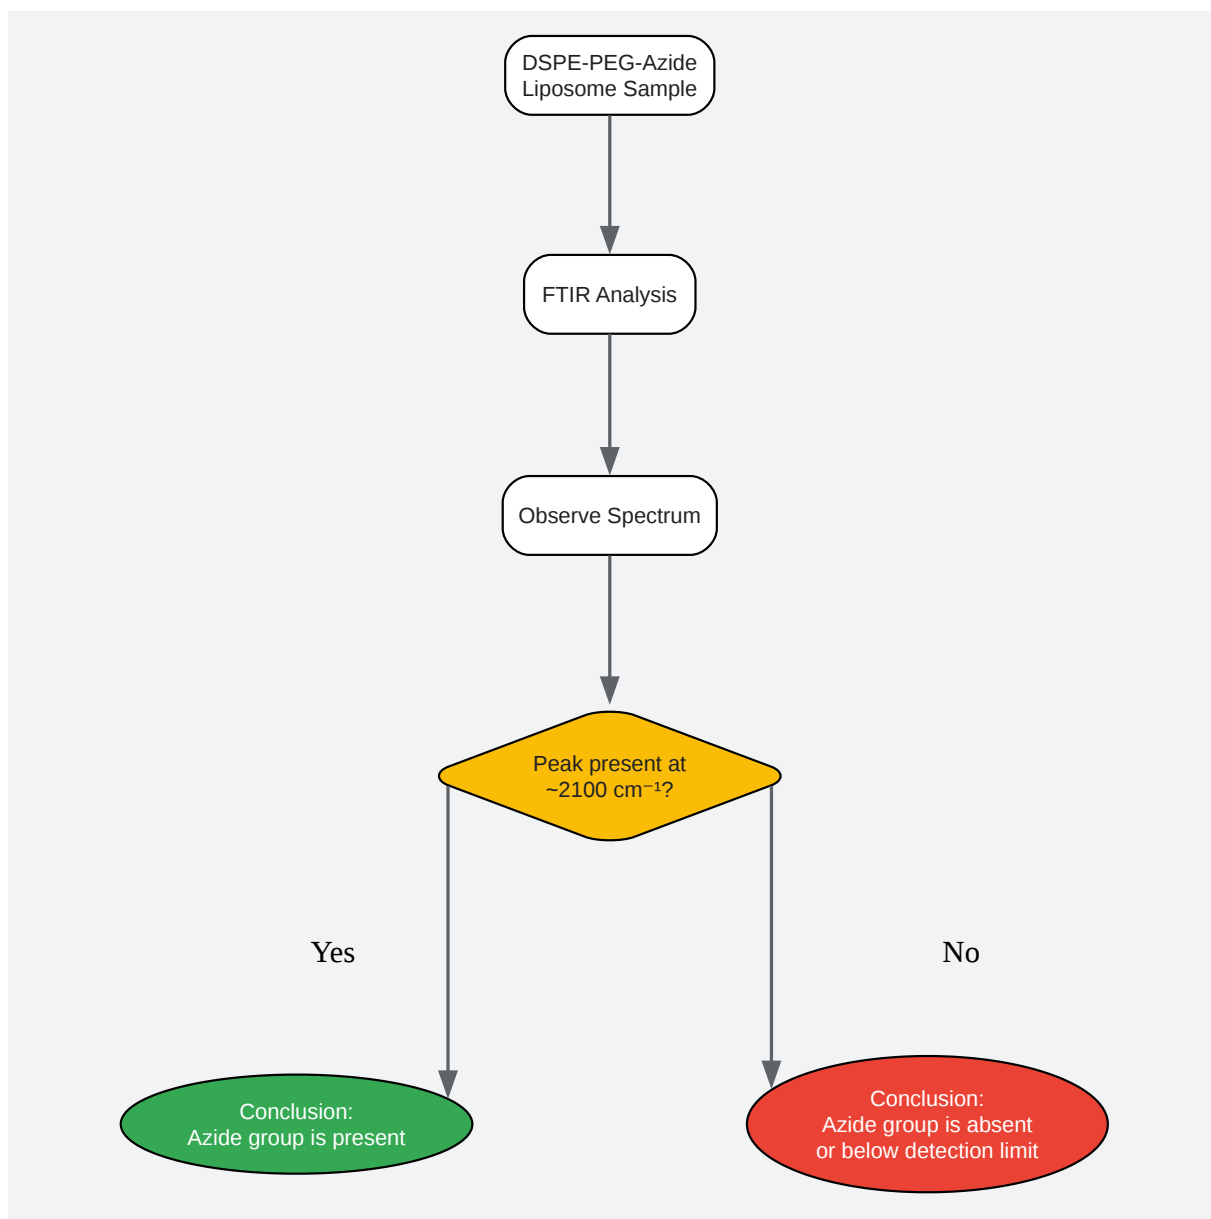 DSPE-PEG-Azide
Liposome Sample
FTIR Analysis
Observe Spectrum
Peak present at
~2100 cm⁻¹?
Yes
No
Conclusion:
Azide group is present
Conclusion:
Azide group is absent
or below detection limit